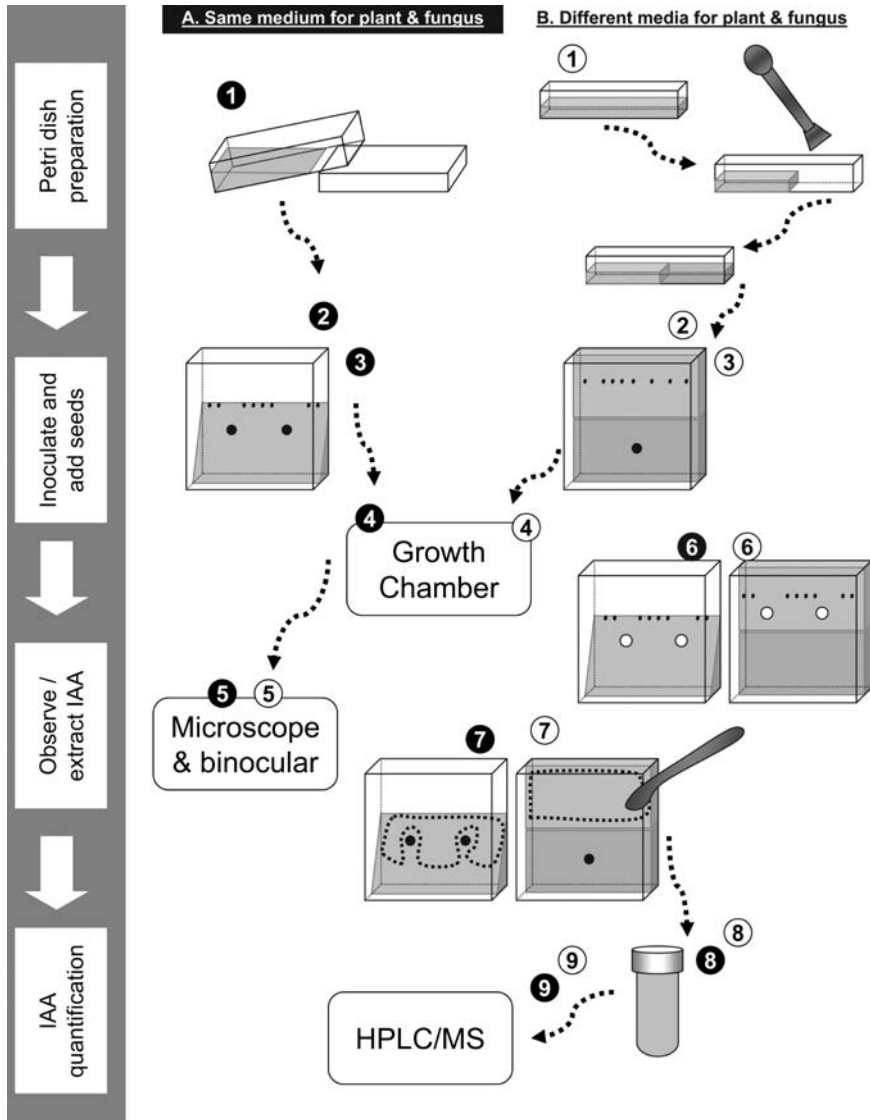 A. Same medium for plant & fungus
B. Different media for plant & fungus
Petri dish
preparation
1
1
Inoculate and
add seeds
2
3
2
3
4
4
Growth
Chamber
6
6
Observe /
extract IAA
5
5
Microscope
& binocular
7
7
IAA
quantification
8
8
9
9
HPLC/MS